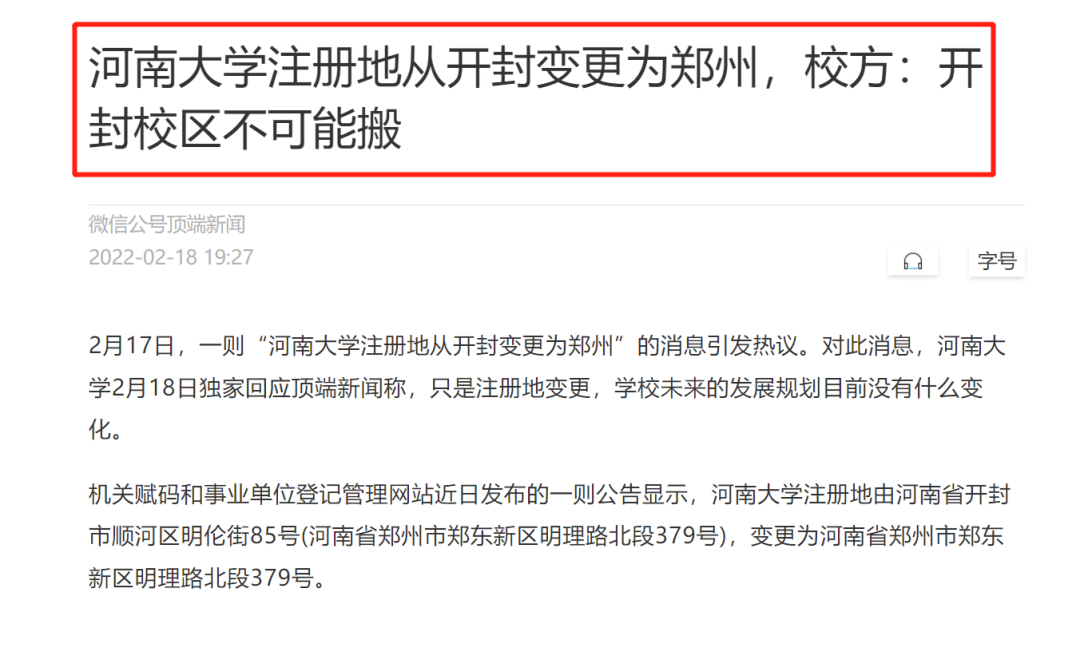 河南大学注册地从开封变更为郑州，校方：开
封校区不可能搬
微信公号顶端新闻
2022-02-18 19:27
字号
2月17日，一则“河南大学注册地从开封变更为郑州”的消息引发热议。对此消息，河南大
学2月18日独家回应顶端新闻称，只是注册地变更，学校未来的发展规划目前没有什么变
化。
机关赋码和事业单位登记管理网站近日发布的一则公告显示，河南大学注册地由河南省开封
市顺河区明伦街85号(河南省郑州市郑东新区明理路北段379号)，变更为河南省郑州市郑东
新区明理路北段379号。